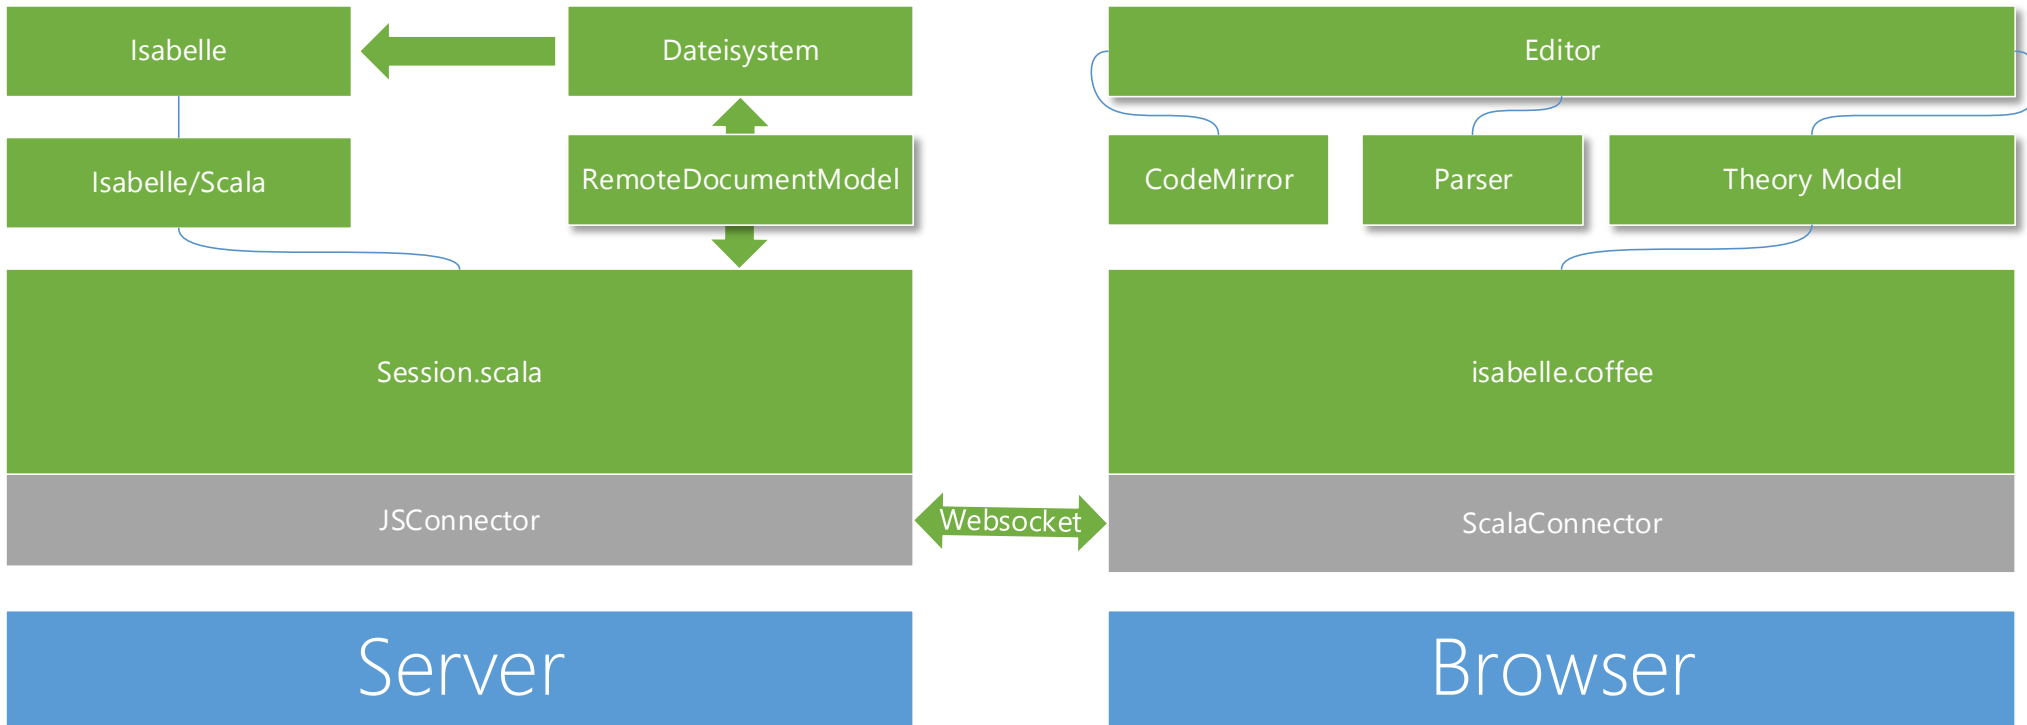 Isabelle
Dateisystem
Editor
Isabelle/Scala
RemoteDocumentModel
CodeMirror
Parser
Theory Model
Session.scala
isabelle.coffee
JSConnector
Websocket
ScalaConnector
Server
Browser